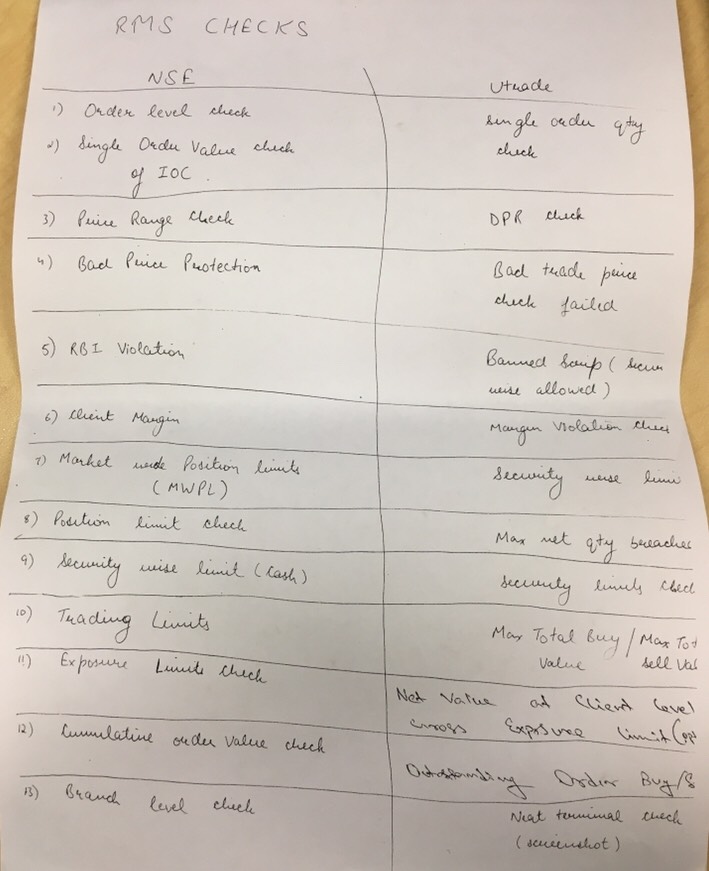 RMS CHECKS
NSE
Utrade
1) Order level check
single order qty
check
2) Single Order Value check
of IOC.
3) Price Range Check
DPR check
4) Bad Price Protection
Bad trade price
check failed
5) RBI Violation
Banned Scrip (Secur
wise allowed)
6) Client Margin
Margin Violation Check
7) Market wide Position limits
(MWPL)
Security wise limi
8) Position limit check
Max net qty breaches
9) Security wise limit (Cash)
Security limits check
10) Trading Limits
Max Total Buy / Max Tot
value sell Val
11) Exposure Limits check
Net Value at Client level
cross Exposure limit
12) Cumulative order value check
Outstanding Order Buy/S
13) Branch level check
Neat terminal check
(screenshot)